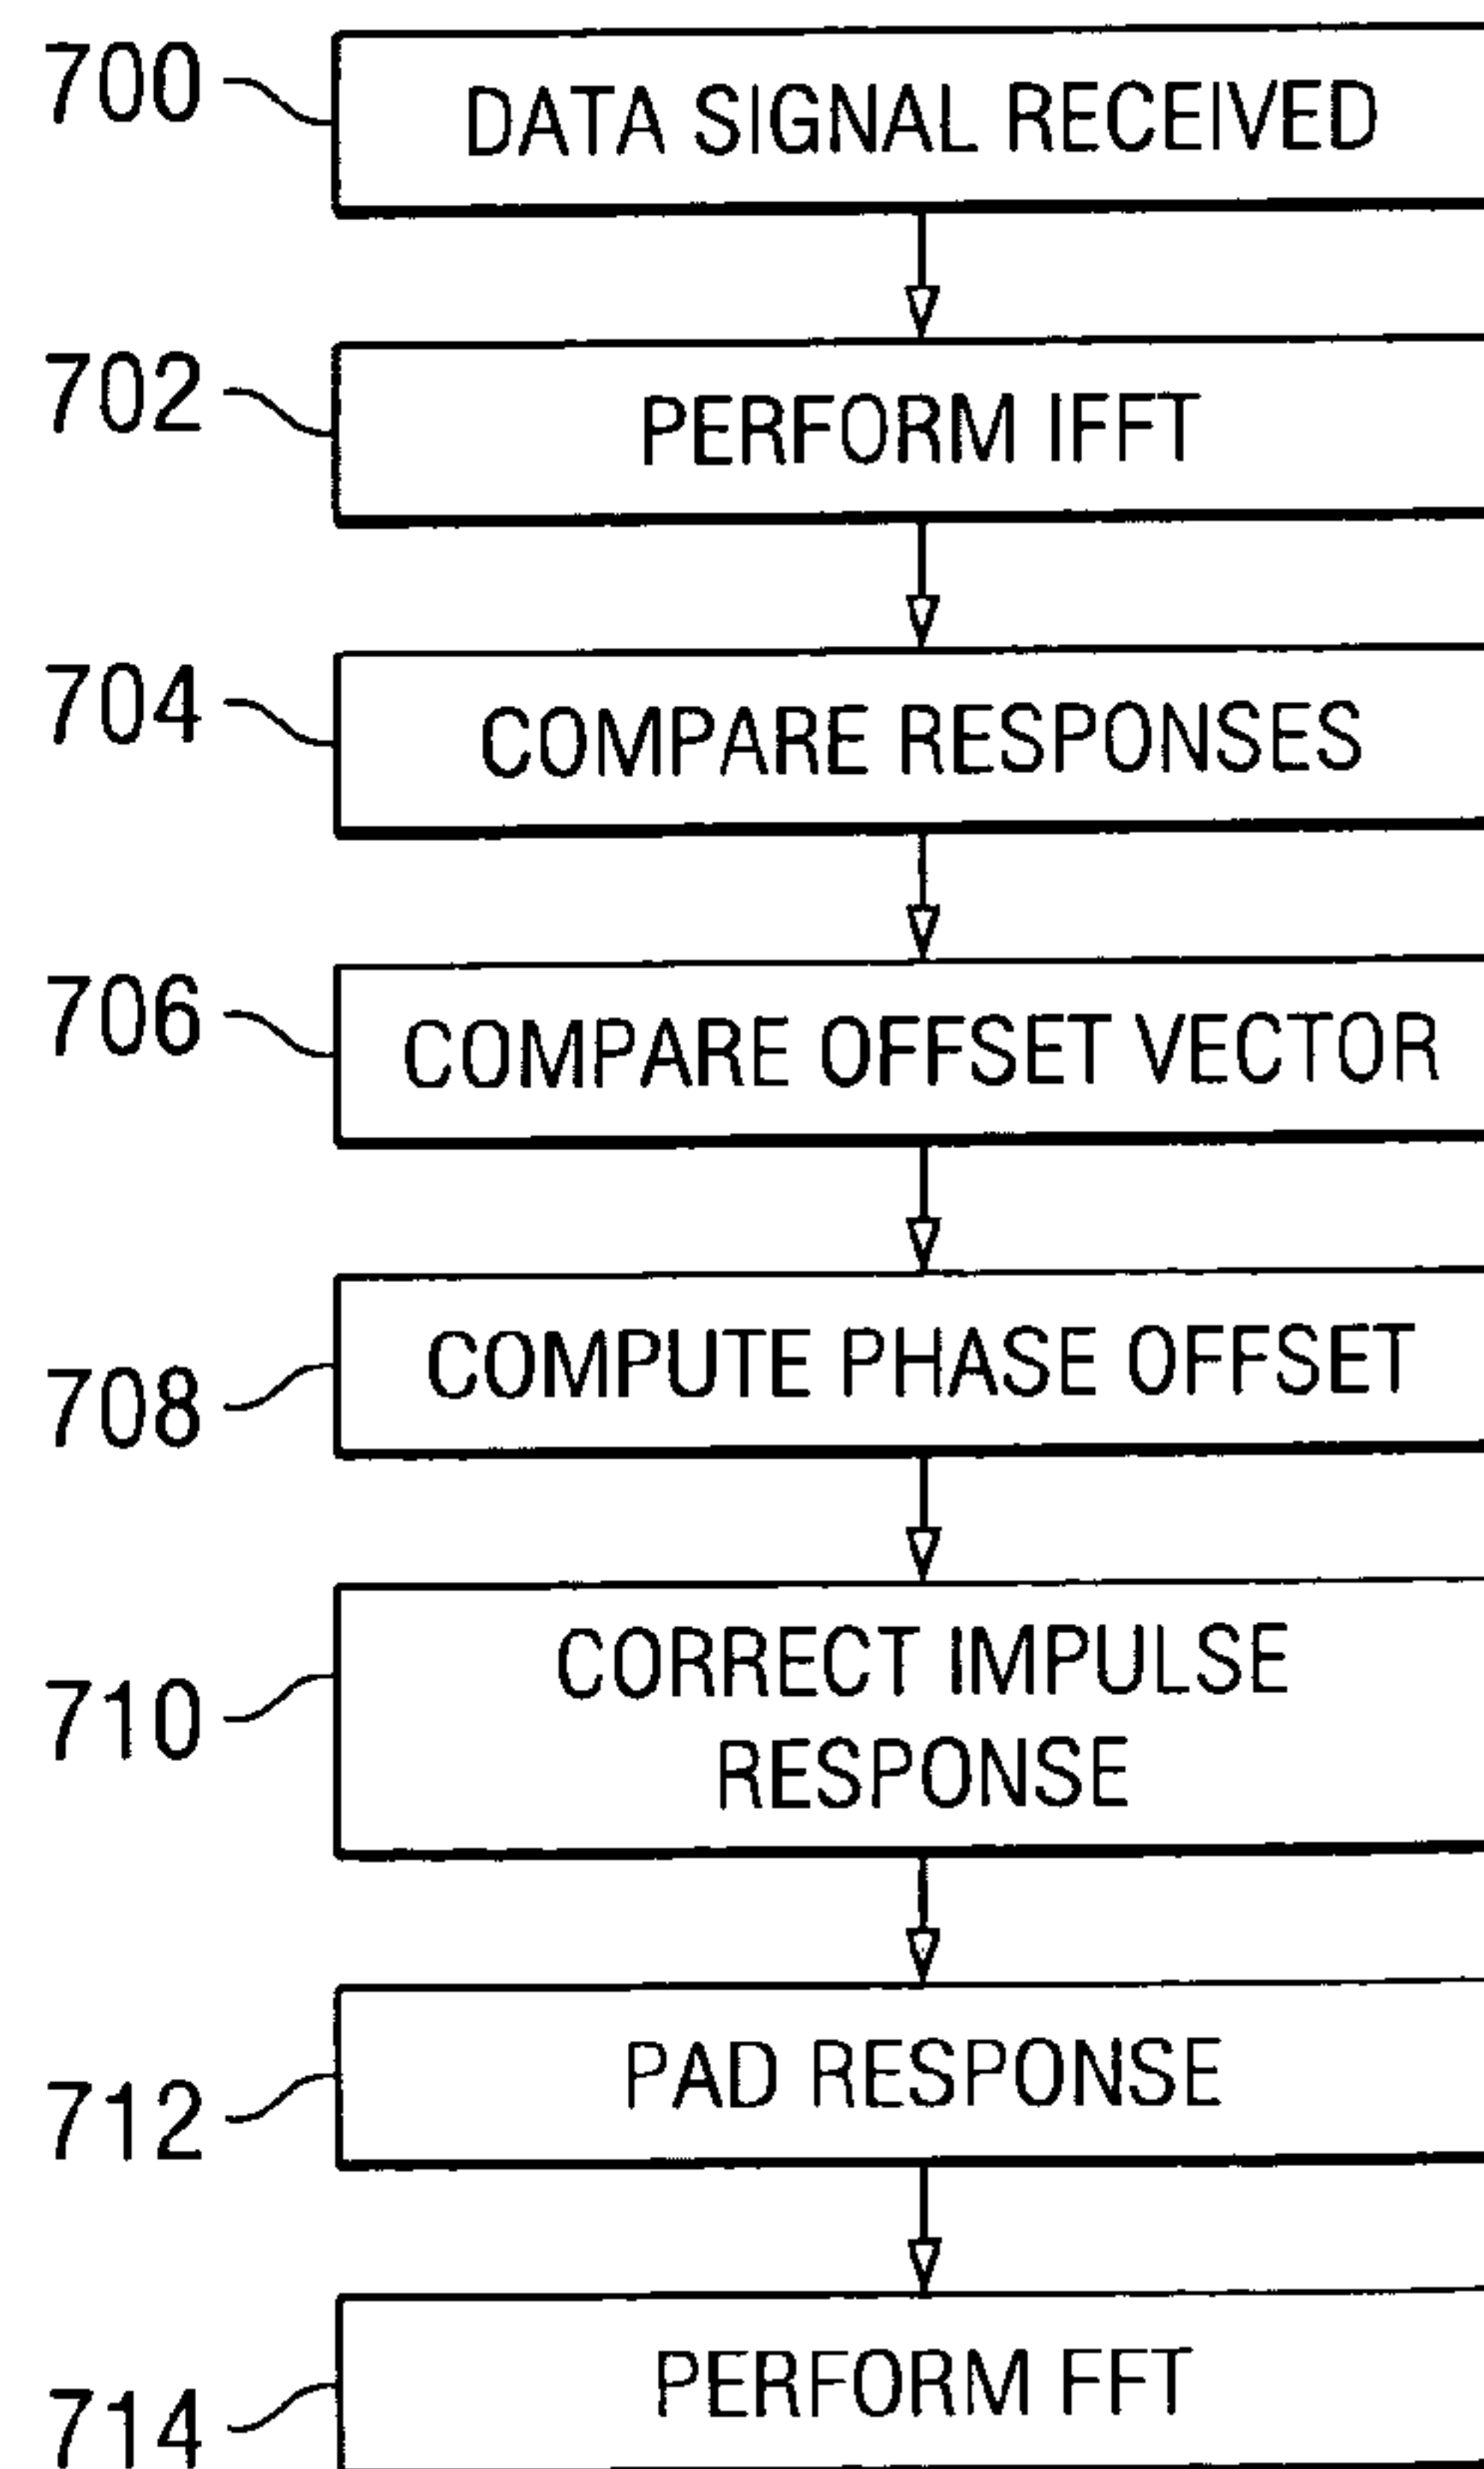 700 DATA SIGNAL RECEIVED
702 PERFORM IFFT
704 COMPARE RESPONSES
706 COMPARE OFFSET VECTOR
708 COMPUTE PHASE OFFSET
710 CORRECT IMPULSE
RESPONSE
712 PAD RESPONSE
714 PERFORM FFT